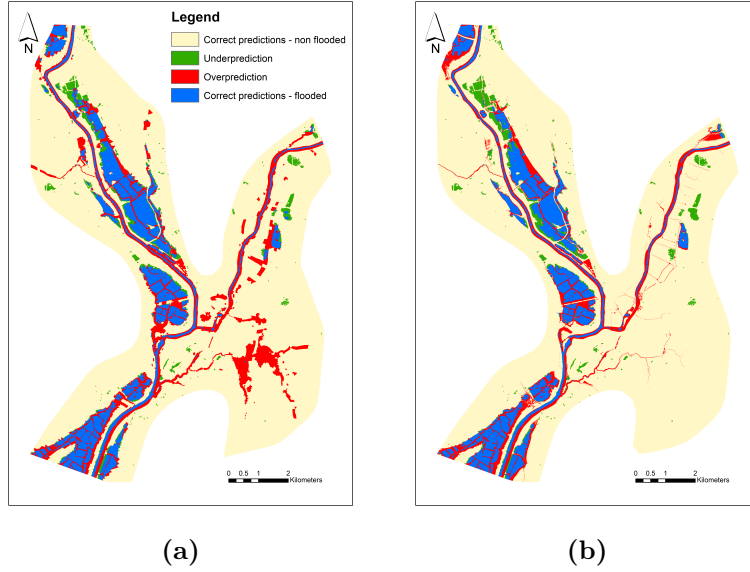 N
Legend
Correct predictions - non flooded
Underprediction
Overprediction
Correct predictions - flooded
0 0.5 1 2
Kilometers
N
0 0.5 1 2
Kilometers
(a)
(b)